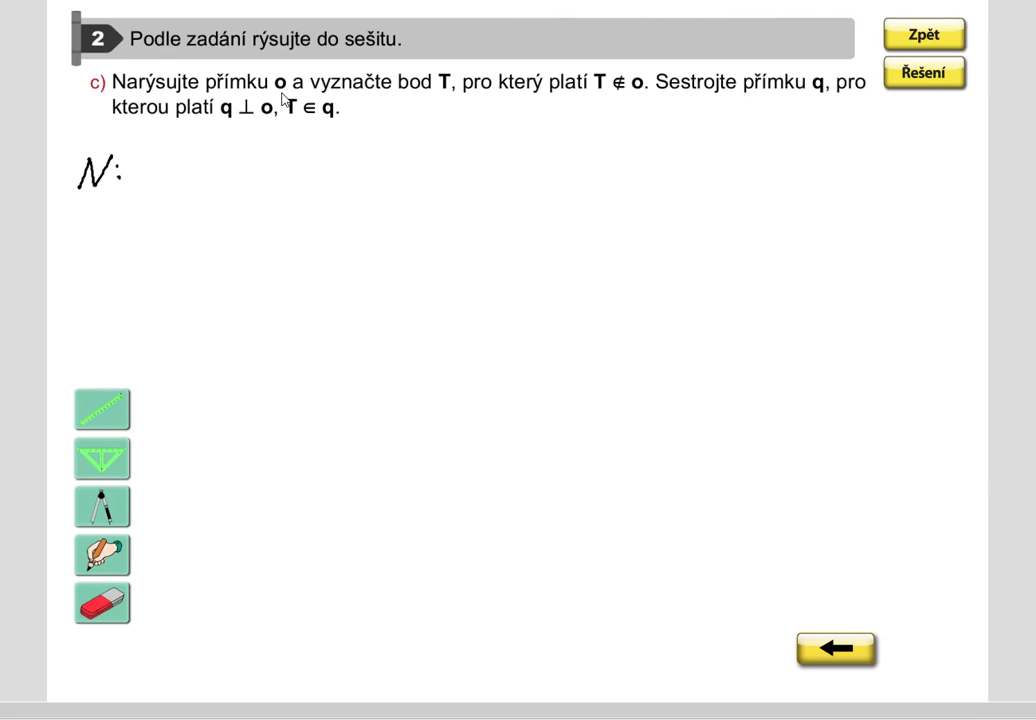 2 Podle zadání rýsujte do sešitu.
Zpět
Řešení
c) Narýsujte přímku o a vyznačte bod T, pro který platí T ∉ o. Sestrojte přímku q, pro
kterou platí q ⊥ o, T ∈ q.
N: